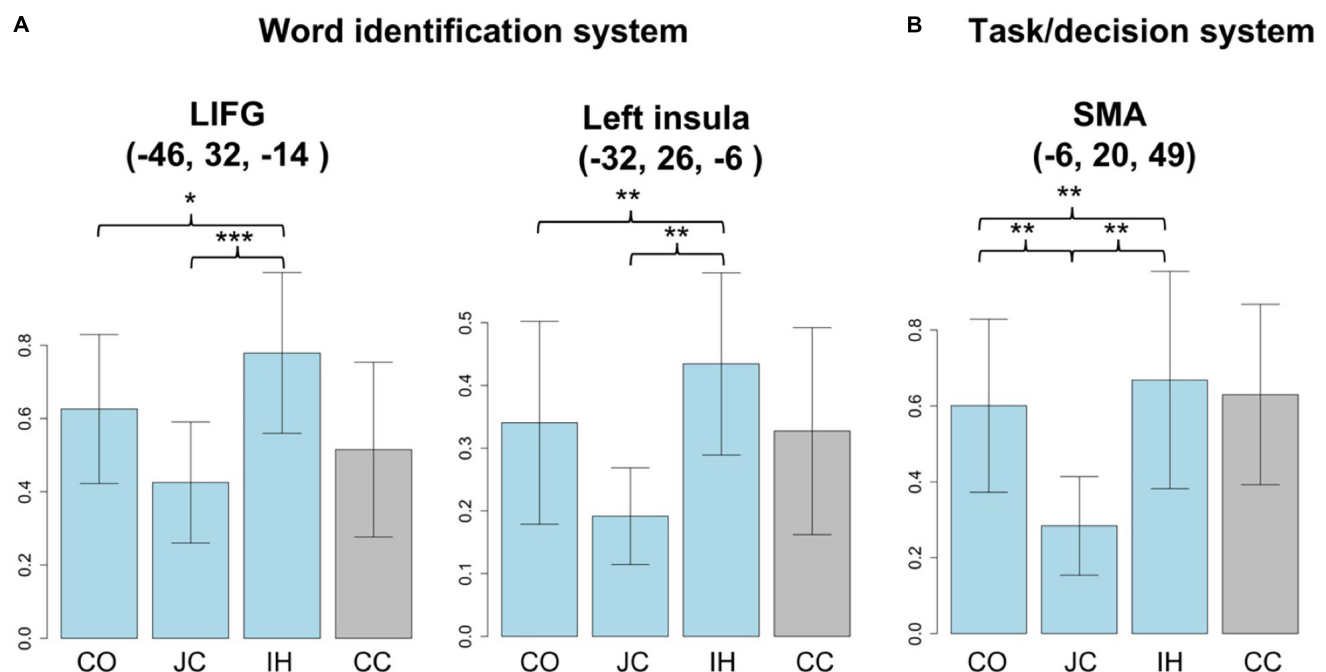 A
Word identification system
B
Task/decision system
LIFG
(-46, 32, -14 )
Left insula
(-32, 26, -6 )
SMA
(-6, 20, 49)
*
***
**
**
**
**
**
0.8
0.6
0.4
0.2
0.0
CO JC IH CC
0.5
0.4
0.3
0.2
0.1
0.0
CO JC IH CC
0.8
0.6
0.4
0.2
0.0
CO JC IH CC